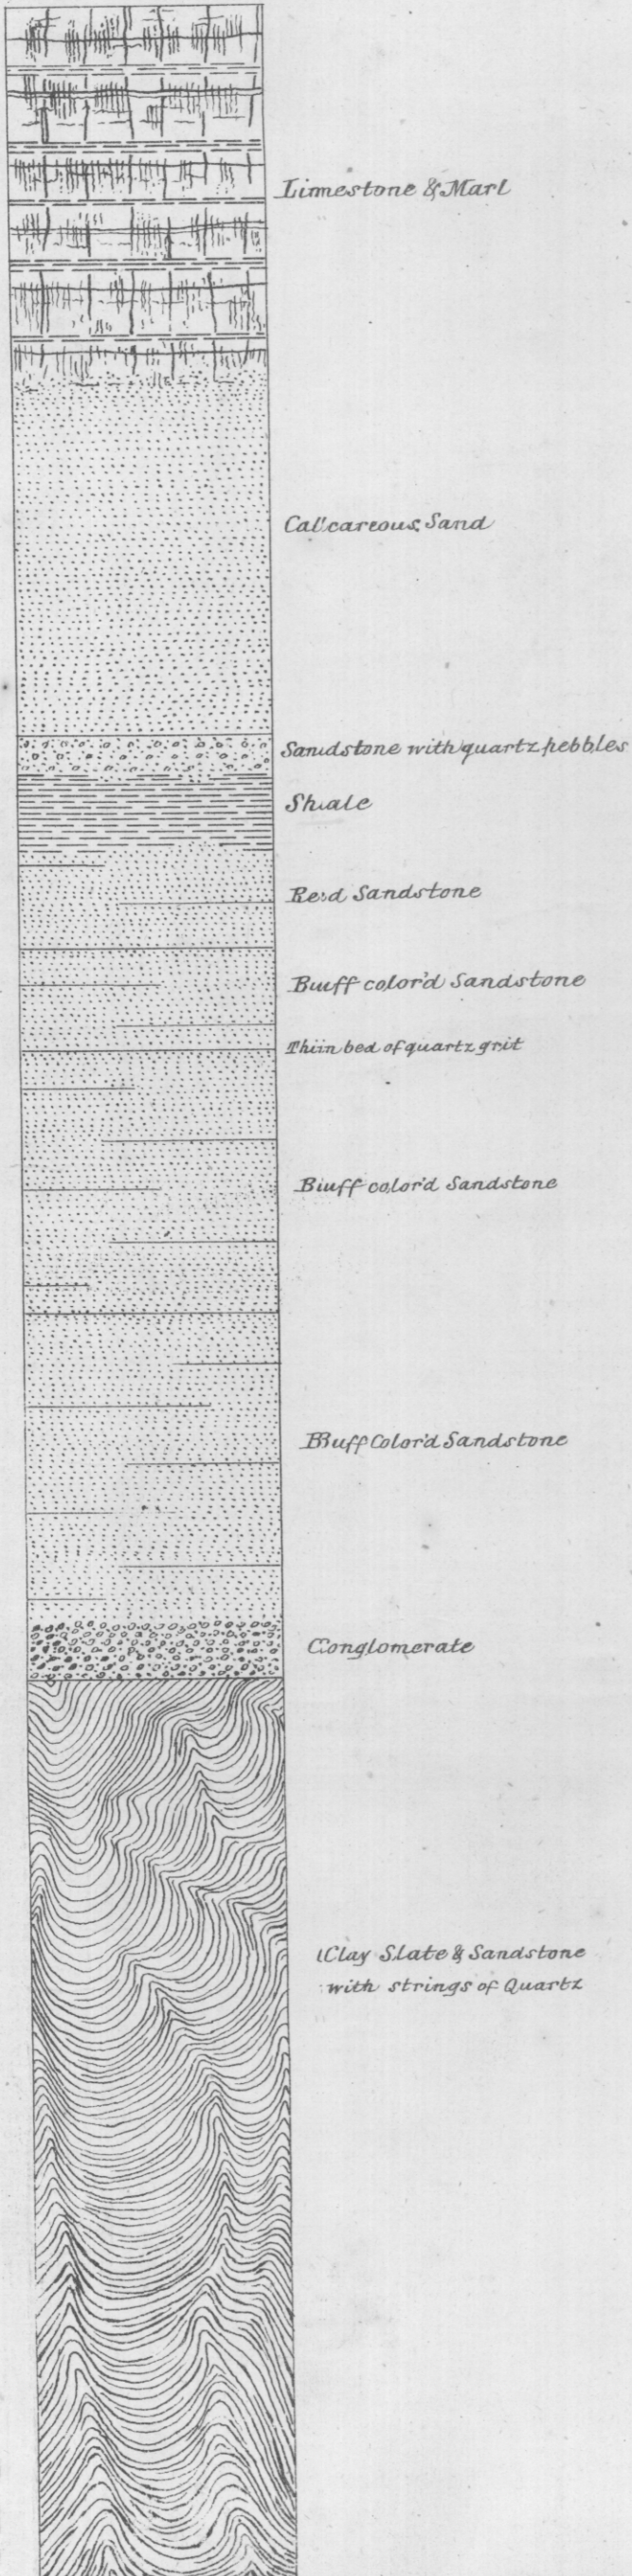 Limestone & Marl
Calcareous Sand
Sandstone with quartz pebbles
Shale
Red Sandstone
Buff color'd Sandstone
Thin bed of quartz grit
Buff color'd Sandstone
Buff Color'd Sandstone
Conglomerate
Clay Slate & Sandstone
with strings of Quartz